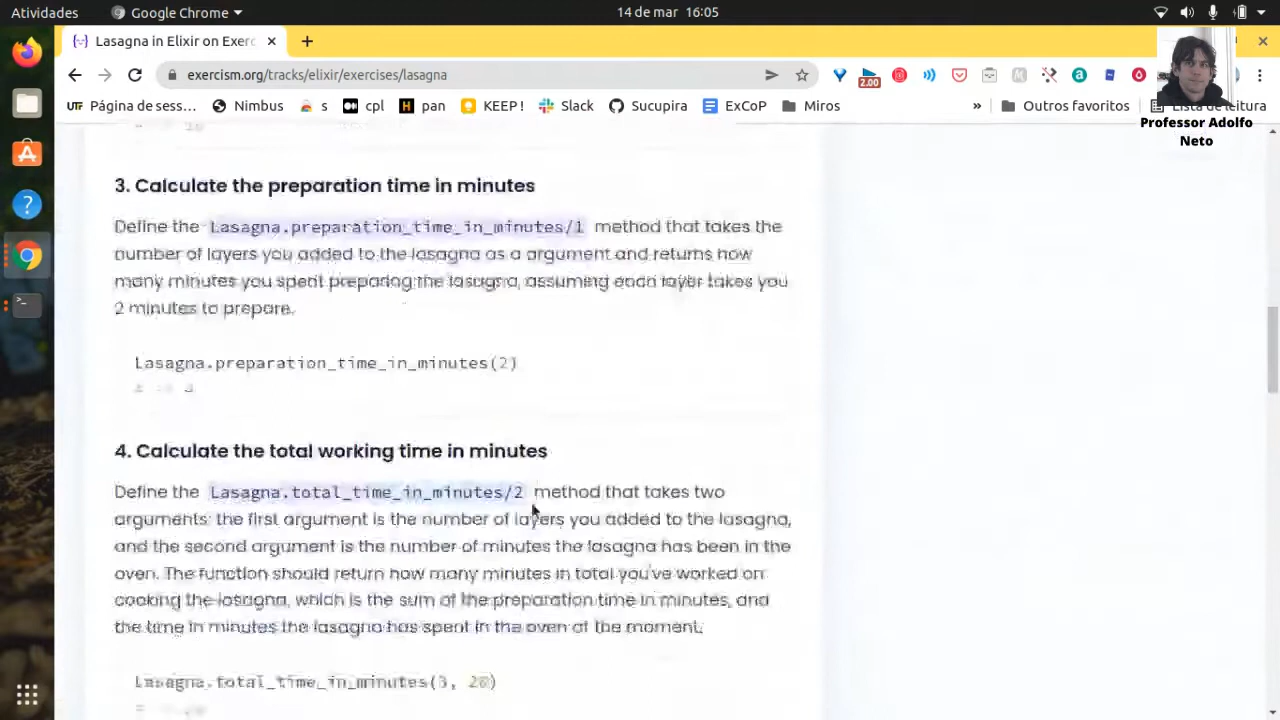 Atividades
Google Chrome
14 de mar 16:05
Lasagna in Elixir on Exerc
exercism.org/tracks/elixir/exercises/lasagna
2.00
UTF Página de sess...
Nimbus
s
cpl
H pan
KEEP!
Slack
Sucupira
ExCoP
Miros
»
Outros favoritos
Lista de leitura
Professor Adolfo
Neto
3. Calculate the preparation time in minutes
Define the Lasagna.preparation_time_in_minutes/1 method that takes the
number of layers you added to the lasagna as a argument and returns how
many minutes you spent preparing the lasagna, assuming each layer takes you
2 minutes to prepare.
Lasagna.preparation_time_in_minutes(2)
4. Calculate the total working time in minutes
Define the Lasagna.total_time_in_minutes/2 method that takes two
arguments: the first argument is the number of layers you added to the lasagna,
and the second argument is the number of minutes the lasagna has been in the
oven. The function should return how many minutes in total you've worked on
cooking the lasagna, which is the sum of the preparation time in minutes, and
the time in minutes the lasagna has spent in the oven at the moment.
Lasagna.total_time_in_minutes(3, 20)